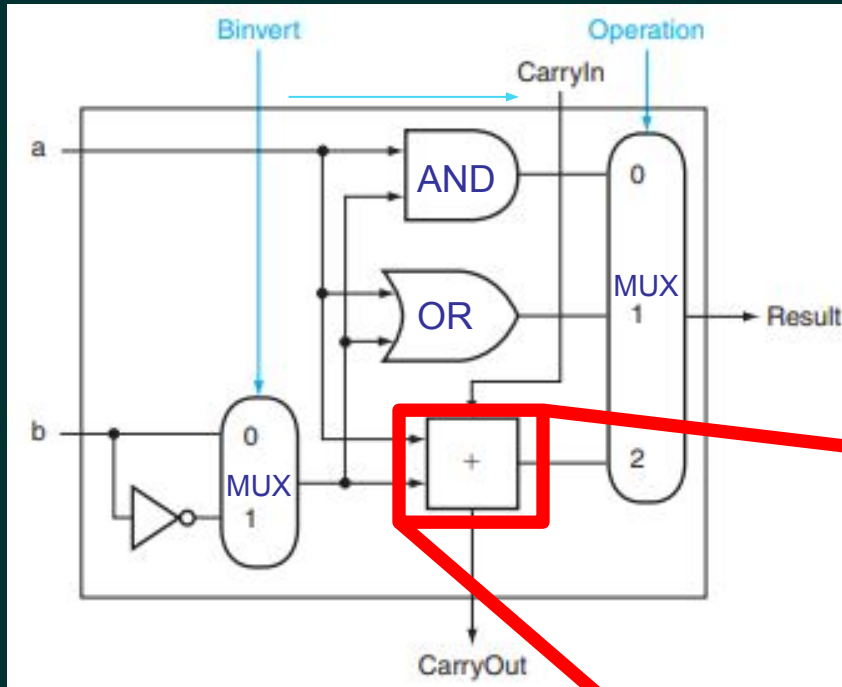 Binvert
Operation
CarryIn
a
AND
0
MUX
OR
1
Result
b
0
+
2
MUX
1
CarryOut